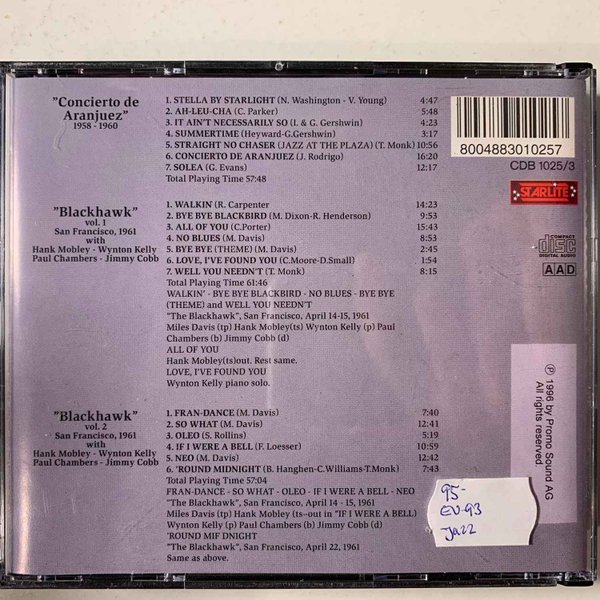 "Concierto de
Aranjuez"
1958 - 1960
1. STELLA BY STARLIGHT (N. Washington - V. Young) 4:47
2. AH-LEU-CHA (C. Parker) 6:41
3. IT AIN'T NECESSARILY SO (I. & G. Gershwin) 4:23
4. SUMMERTIME (Heyward-G.Gershwin) 3:17
5. STRAIGHT NO CHASER (JAZZ AT THE PLAZA) (T. Monk) 10:56
6. CONCIERTO DE ARANJUEZ (J. Rodrigo) 16:20
7. SOLEA (G. Evans) 12:17
Total Playing Time 57:48
8004883010257
CDB 1025/3
STARLITE
COMPACT
disc
DIGITAL AUDIO
AAD
"Blackhawk"
vol. 1
San Francisco, 1961
with
Hank Mobley - Wynton Kelly
Paul Chambers - Jimmy Cobb
1. WALKIN (R. Carpenter 14:23
2. BYE BYE BLACKBIRD (M. Dixon-R. Henderson) 9:53
3. ALL OF YOU (C.Porter) 15:43
4. NO BLUES (M. Davis) 8:53
5. BYE BYE (THEME) (M. Davis) 2:45
6. LOVE, I'VE FOUND YOU (C.Moore-D.Small) 1:54
7. WELL YOU NEEDN'T (T. Monk) 8:15
Total Playing Time 61:46
WALKIN' - BYE BYE BLACKBIRD - NO BLUES - BYE BYE
(THEME) and WELL YOU NEEDN'T
"The Blackhawk", San Francisco, April 14-15, 1961
Miles Davis (tp) Hank Mobley(ts) Wynton Kelly (p) Paul
Chambers (b) Jimmy Cobb (d)
ALL OF YOU
Hank Mobley(ts)out. Rest same.
LOVE, I'VE FOUND YOU
Wynton Kelly piano solo.
℗ 1996 by Promo Sound AG
All rights reserved
"Blackhawk"
vol. 2
San Francisco, 1961
with
Hank Mobley - Wynton Kelly
Paul Chambers - Jimmy Cobb
1. FRAN-DANCE (M. Davis) 7:40
2. SO WHAT (M. Davis) 12:41
3. OLEO (S. Rollins) 5:19
4. IF I WERE A BELL (F. Loesser) 10:59
5. NEO (M. Davis) 12:42
6. 'ROUND MIDNIGHT (B. Hanghen-C.Williams-T.Monk) 7:43
Total Playing Time 57:04
FRAN-DANCE - SO WHAT - OLEO - IF I WERE A BELL - NEO
"The Blackhawk", San Francisco, April 14 - 15, 1961
Miles Davis (tp) Hank Mobley (ts--out in "IF I WERE A BELL)
Wynton Kelly (p) Paul Chambers (b) Jimmy Cobb (d)
'ROUND MIF DNIGHT
"The Blackhawk", San Francisco, April 22, 1961
Same as above.
95-
EU-93
Jazz